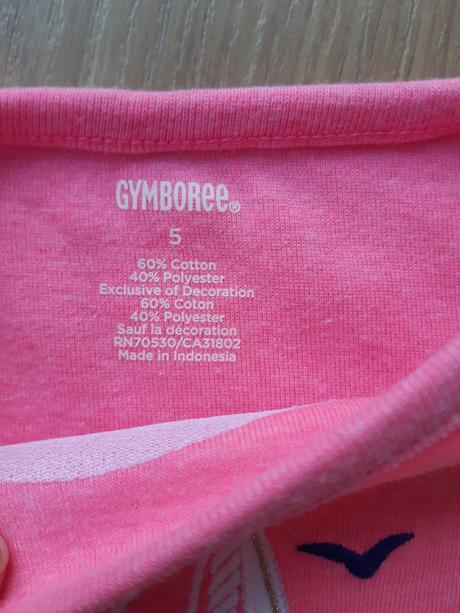 GYMBORee®
5
60% Cotton
40% Polyester
Exclusive of Decoration
60% Coton
40% Polyester
Sauf la décoration
RN70530/CA31802
Made in Indonesia